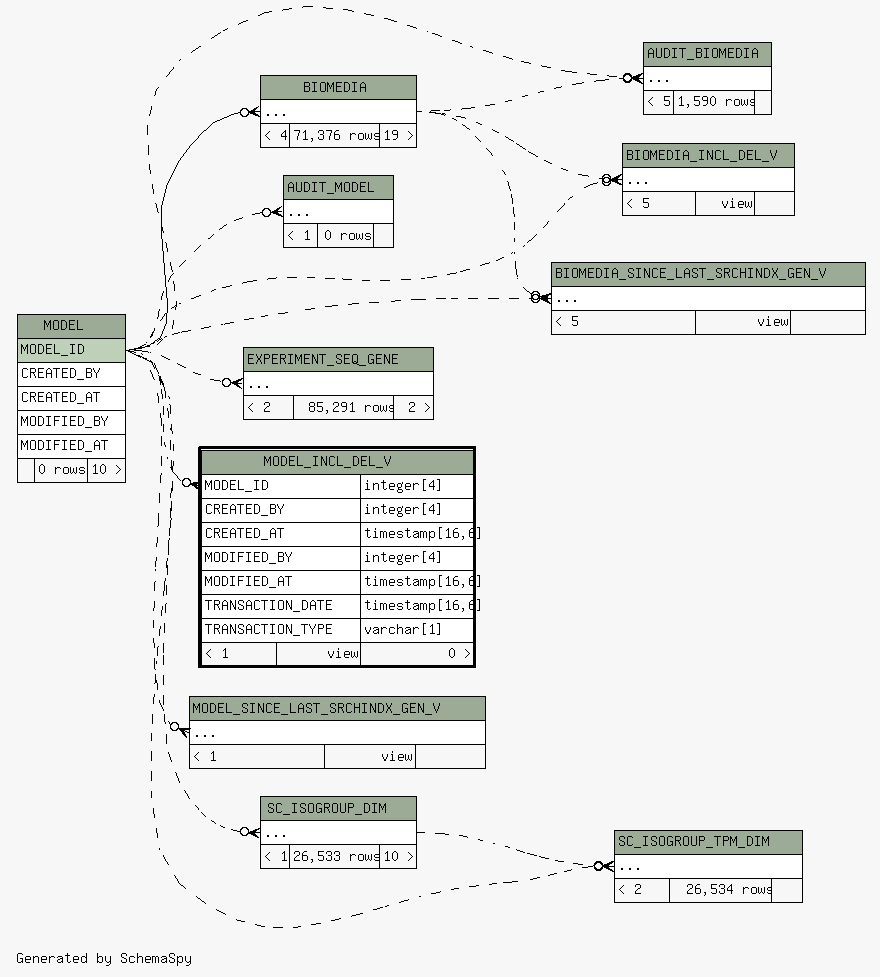 AUDIT_BIOMEDIA
...
< 5 1,590 rows
BIOMEDIA
...
< 4 71,376 rows 19 >
BIOMEDIA_INCL_DEL_V
...
< 5 view
AUDIT_MODEL
...
< 1 0 rows
BIOMEDIA_SINCE_LAST_SRCHINDX_GEN_V
...
< 5 view
MODEL
MODEL_ID
CREATED_BY
CREATED_AT
MODIFIED_BY
MODIFIED_AT
0 rows 10 >
EXPERIMENT_SEQ_GENE
...
< 2 85,291 rows 2 >
MODEL_INCL_DEL_V
MODEL_ID integer[4]
CREATED_BY integer[4]
CREATED_AT timestamp[16,6]
MODIFIED_BY integer[4]
MODIFIED_AT timestamp[16,6]
TRANSACTION_DATE timestamp[16,6]
TRANSACTION_TYPE varchar[1]
< 1 view 0 >
MODEL_SINCE_LAST_SRCHINDX_GEN_V
...
< 1 view
SC_ISOGROUP_DIM
...
< 1 26,533 rows 10 >
SC_ISOGROUP_TPM_DIM
...
< 2 26,534 rows
Generated by SchemaSpy